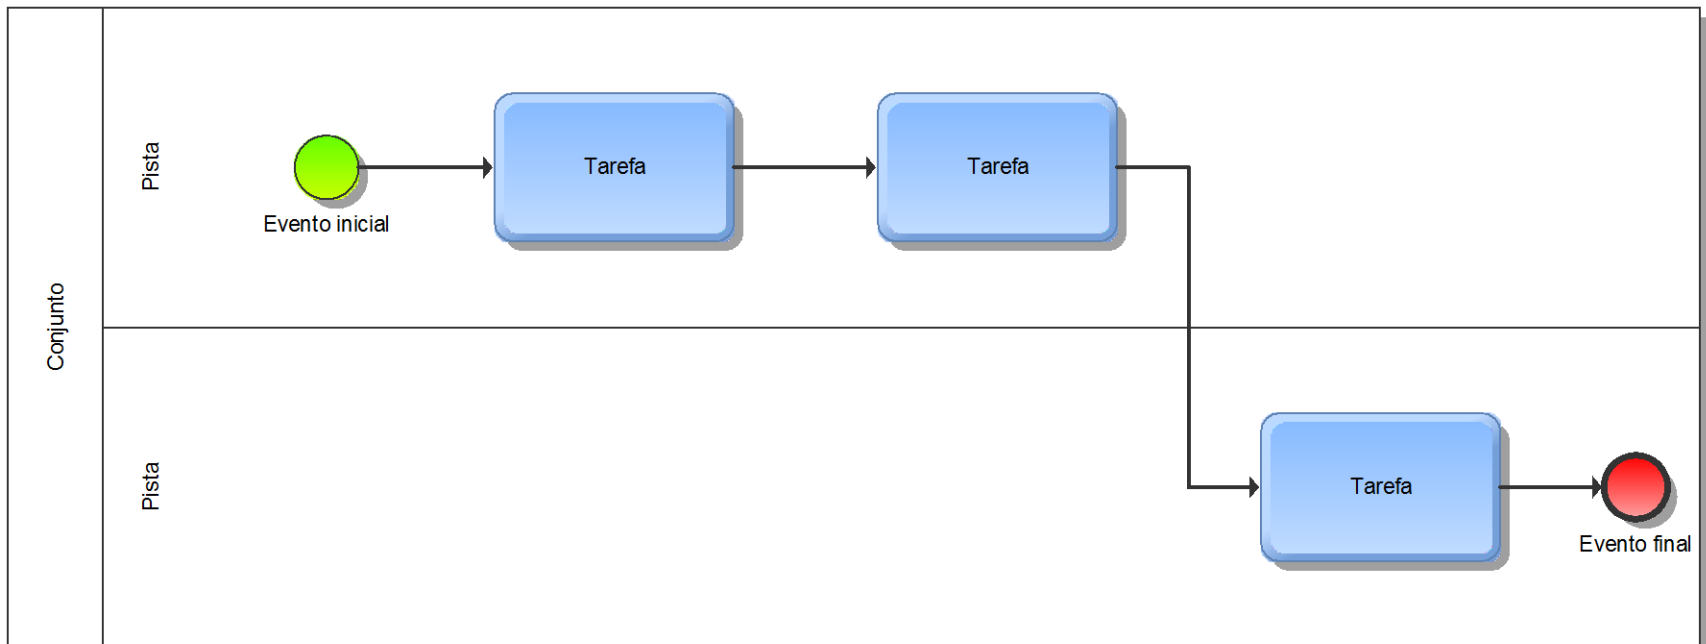 Conjunto
Pista
Evento inicial
Tarefa
Tarefa
Pista
Tarefa
Evento final